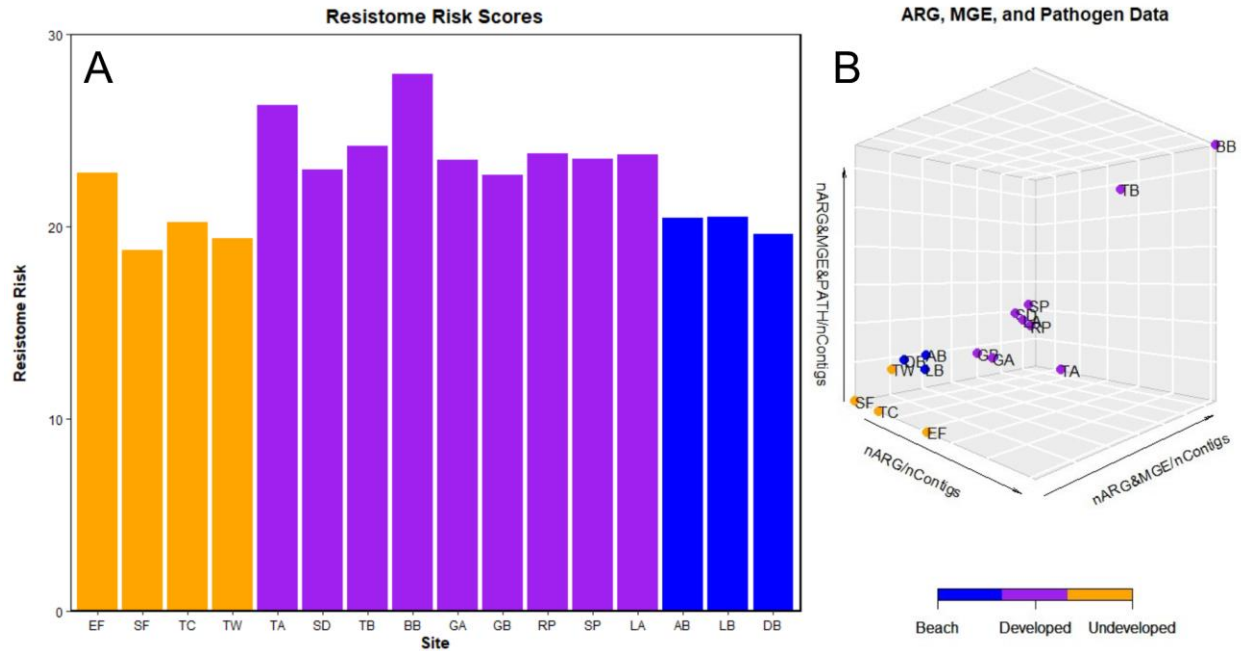 Resistome Risk Scores
A
30
20
10
0
Resistome Risk
EF SF TC TW TA SD TB BB GA GB RP SP LA AB LB DB
Site
ARG, MGE, and Pathogen Data
B
BB
TB
SP
SD
LA
RP
GB
GA
TA
AB
DB
LB
TW
SF
TC
EF
nARG&MGE&PATH/nContigs
nARG/nContigs
nARG&MGE/nContigs
Beach Developed Undeveloped